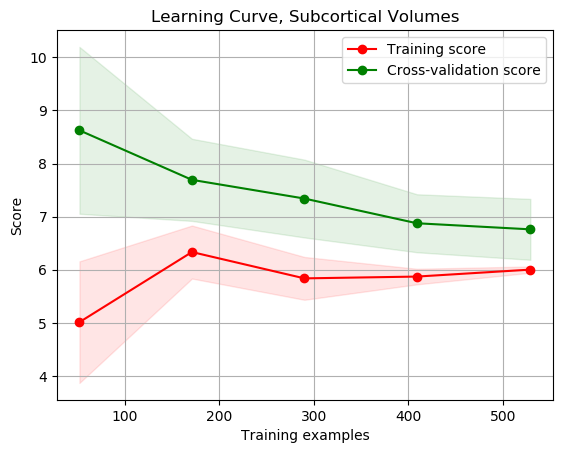 Learning Curve, Subcortical Volumes
Training score
Cross-validation score
10
9
8
7
6
5
4
Score
100 200 300 400 500
Training examples